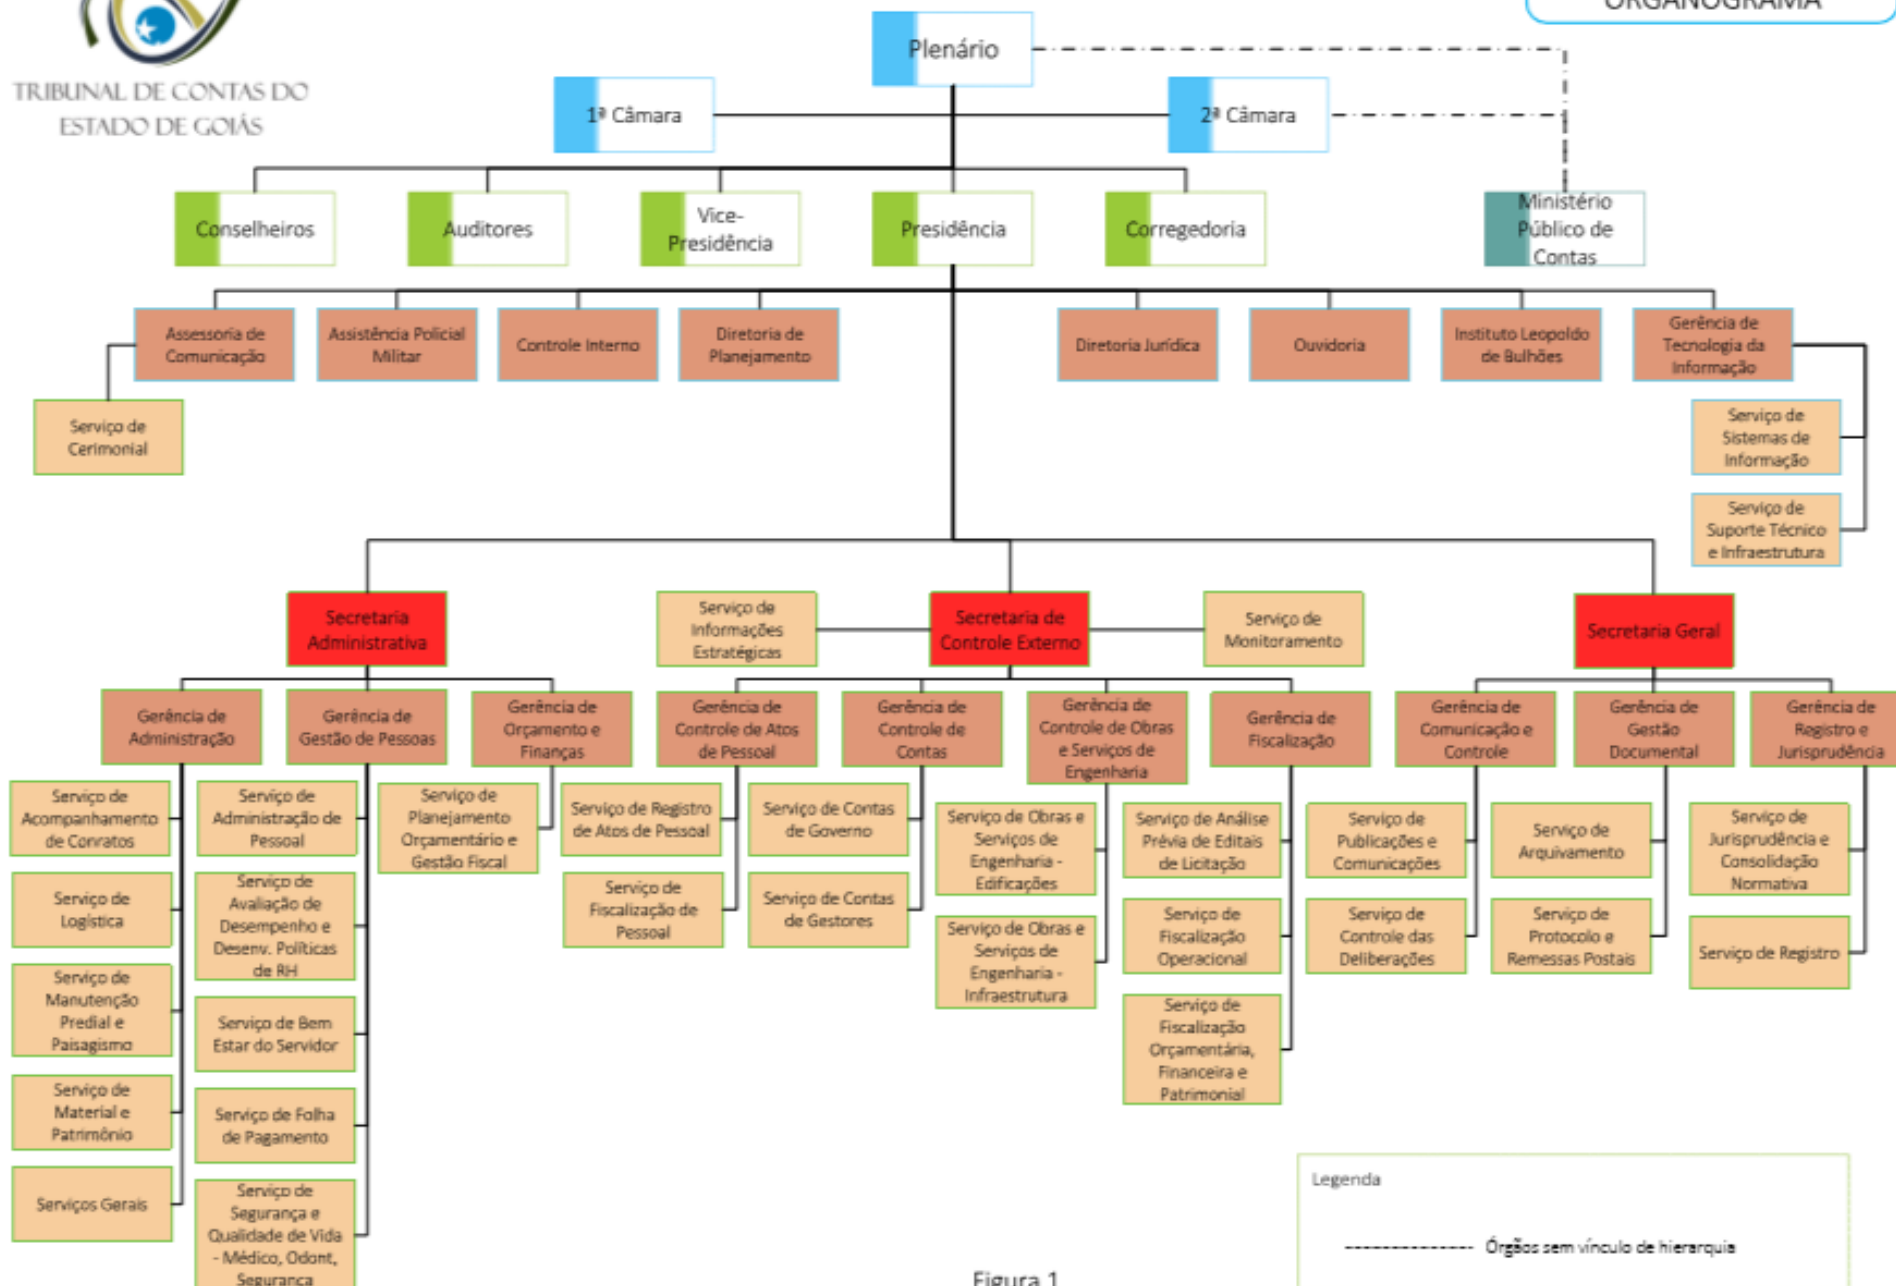 ORGANOGRAMA
TRIBUNAL DE CONTAS DO
ESTADO DE GOIÁS
Plenário
1ª Câmara
2ª Câmara
Conselheiros
Auditores
Vice-
Presidência
Presidência
Corregedoria
Ministério
Público de
Contas
Assessoria de
Comunicação
Assistência Policial
Militar
Controle Interno
Diretoria de
Planejamento
Diretoria Jurídica
Ouvidoria
Instituto Leopoldo
de Bulhões
Gerência de
Tecnologia da
Informação
Serviço de
Cerimonial
Serviço de
Sistemas de
Informação
Serviço de
Suporte Técnico
e Infraestrutura
Secretaria
Administrativa
Serviço de
Informações
Estratégicas
Secretaria de
Controle Externo
Serviço de
Monitoramento
Secretaria Geral
Gerência de
Administração
Gerência de
Gestão de Pessoas
Gerência de
Orçamento e
Finanças
Gerência de
Controle de Atos
de Pessoal
Gerência de
Controle de
Contas
Gerência de
Controle de Obras
e Serviços de
Engenharia
Gerência de
Fiscalização
Gerência de
Comunicação e
Controle
Gerência de
Gestão
Documental
Gerência de
Registro e
Jurisprudência
Serviço de
Acompanhamento
de Conratos
Serviço de
Logística
Serviço de
Manutenção
Predial e
Paisagismo
Serviço de
Material e
Patrimônio
Serviços Gerais
Serviço de
Administração de
Pessoal
Serviço de
Avaliação de
Desempenho e
Desenv. Políticas
de RH
Serviço de Bem
Estar do Servidor
Serviço de Folha
de Pagamento
Serviço de
Segurança e
Qualidade de Vida
- Médico, Odont,
Segurança
Serviço de
Planejamento
Orçamentário e
Gestão Fiscal
Serviço de Registro
de Atos de Pessoal
Serviço de
Fiscalização de
Pessoal
Serviço de Contas
de Governo
Serviço de Contas
de Gestores
Serviço de Obras e
Serviços de
Engenharia -
Edificações
Serviço de Obras e
Serviços de
Engenharia -
Infraestrutura
Serviço de Análise
Prévia de Editais
de Licitação
Serviço de
Fiscalização
Operacional
Serviço de
Fiscalização
Orçamentária,
Financeira e
Patrimonial
Serviço de
Publicações e
Comunicações
Serviço de
Controle das
Deliberações
Serviço de
Arquivamento
Serviço de
Protocolo e
Remessas Postais
Serviço de
Jurisprudência e
Consolidação
Normativa
Serviço de Registro
Legenda
Órgãos sem vínculo de hierarquia
Figura 1